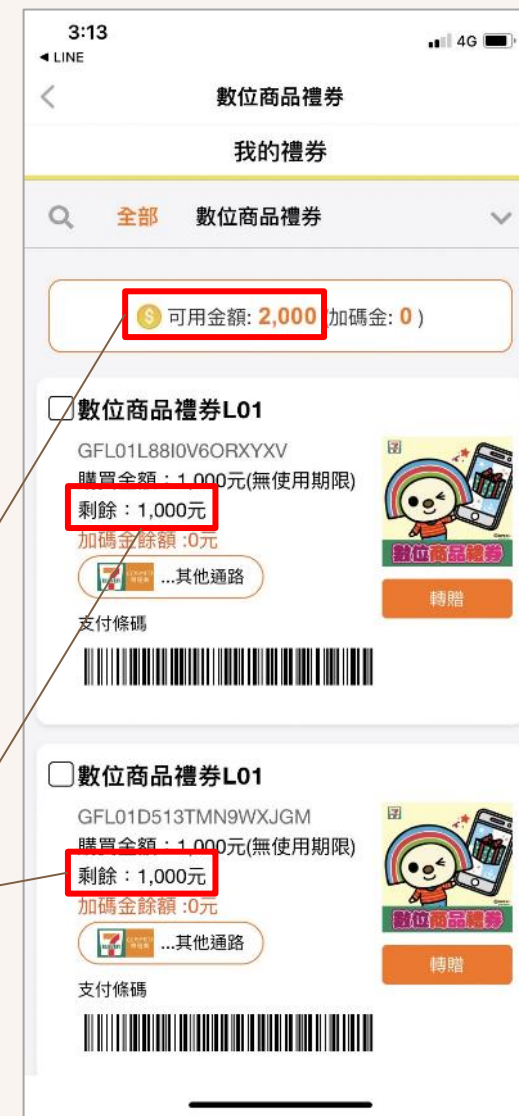 3:13
4G
◀ LINE
數位商品禮券
我的禮券
全部 數位商品禮券
可用金額: 2,000 (加碼金: 0 )
數位商品禮券L01
GFL01L88I0V6ORXYXV
購買金額：1,000元(無使用期限)
剩餘：1,000元
加碼金餘額 :0元
...其他通路
數位商品禮券
轉贈
支付條碼
數位商品禮券L01
GFL01D513TMN9WXJGM
購買金額：1,000元(無使用期限)
剩餘：1,000元
加碼金餘額 :0元
...其他通路
數位商品禮券
轉贈
支付條碼